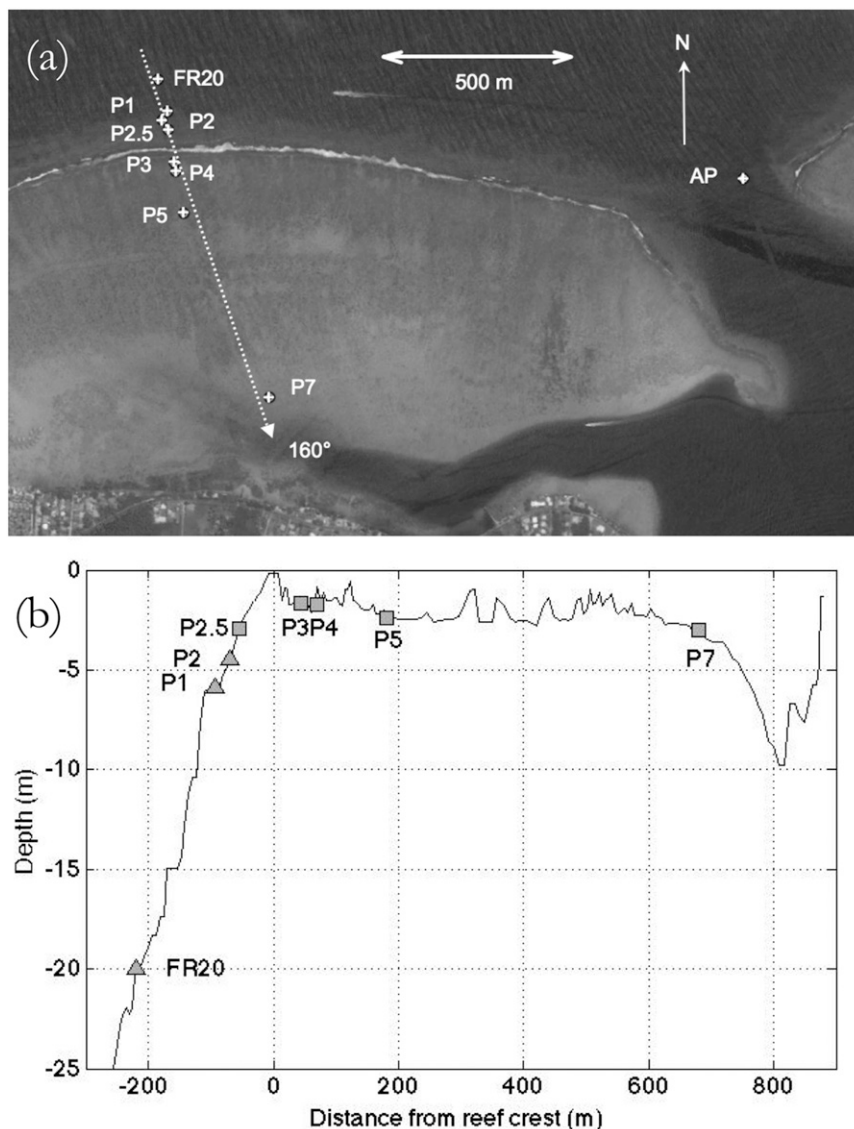 (a)
N
500 m
FR20
P1
P2
P2.5
P3
P4
AP
P5
P7
160°
(b)
0
-5
-10
-15
-20
-25
Depth (m)
P2.5
P2
P1
FR20
P3P4
P5
P7
-200 0 200 400 600 800
Distance from reef crest (m)